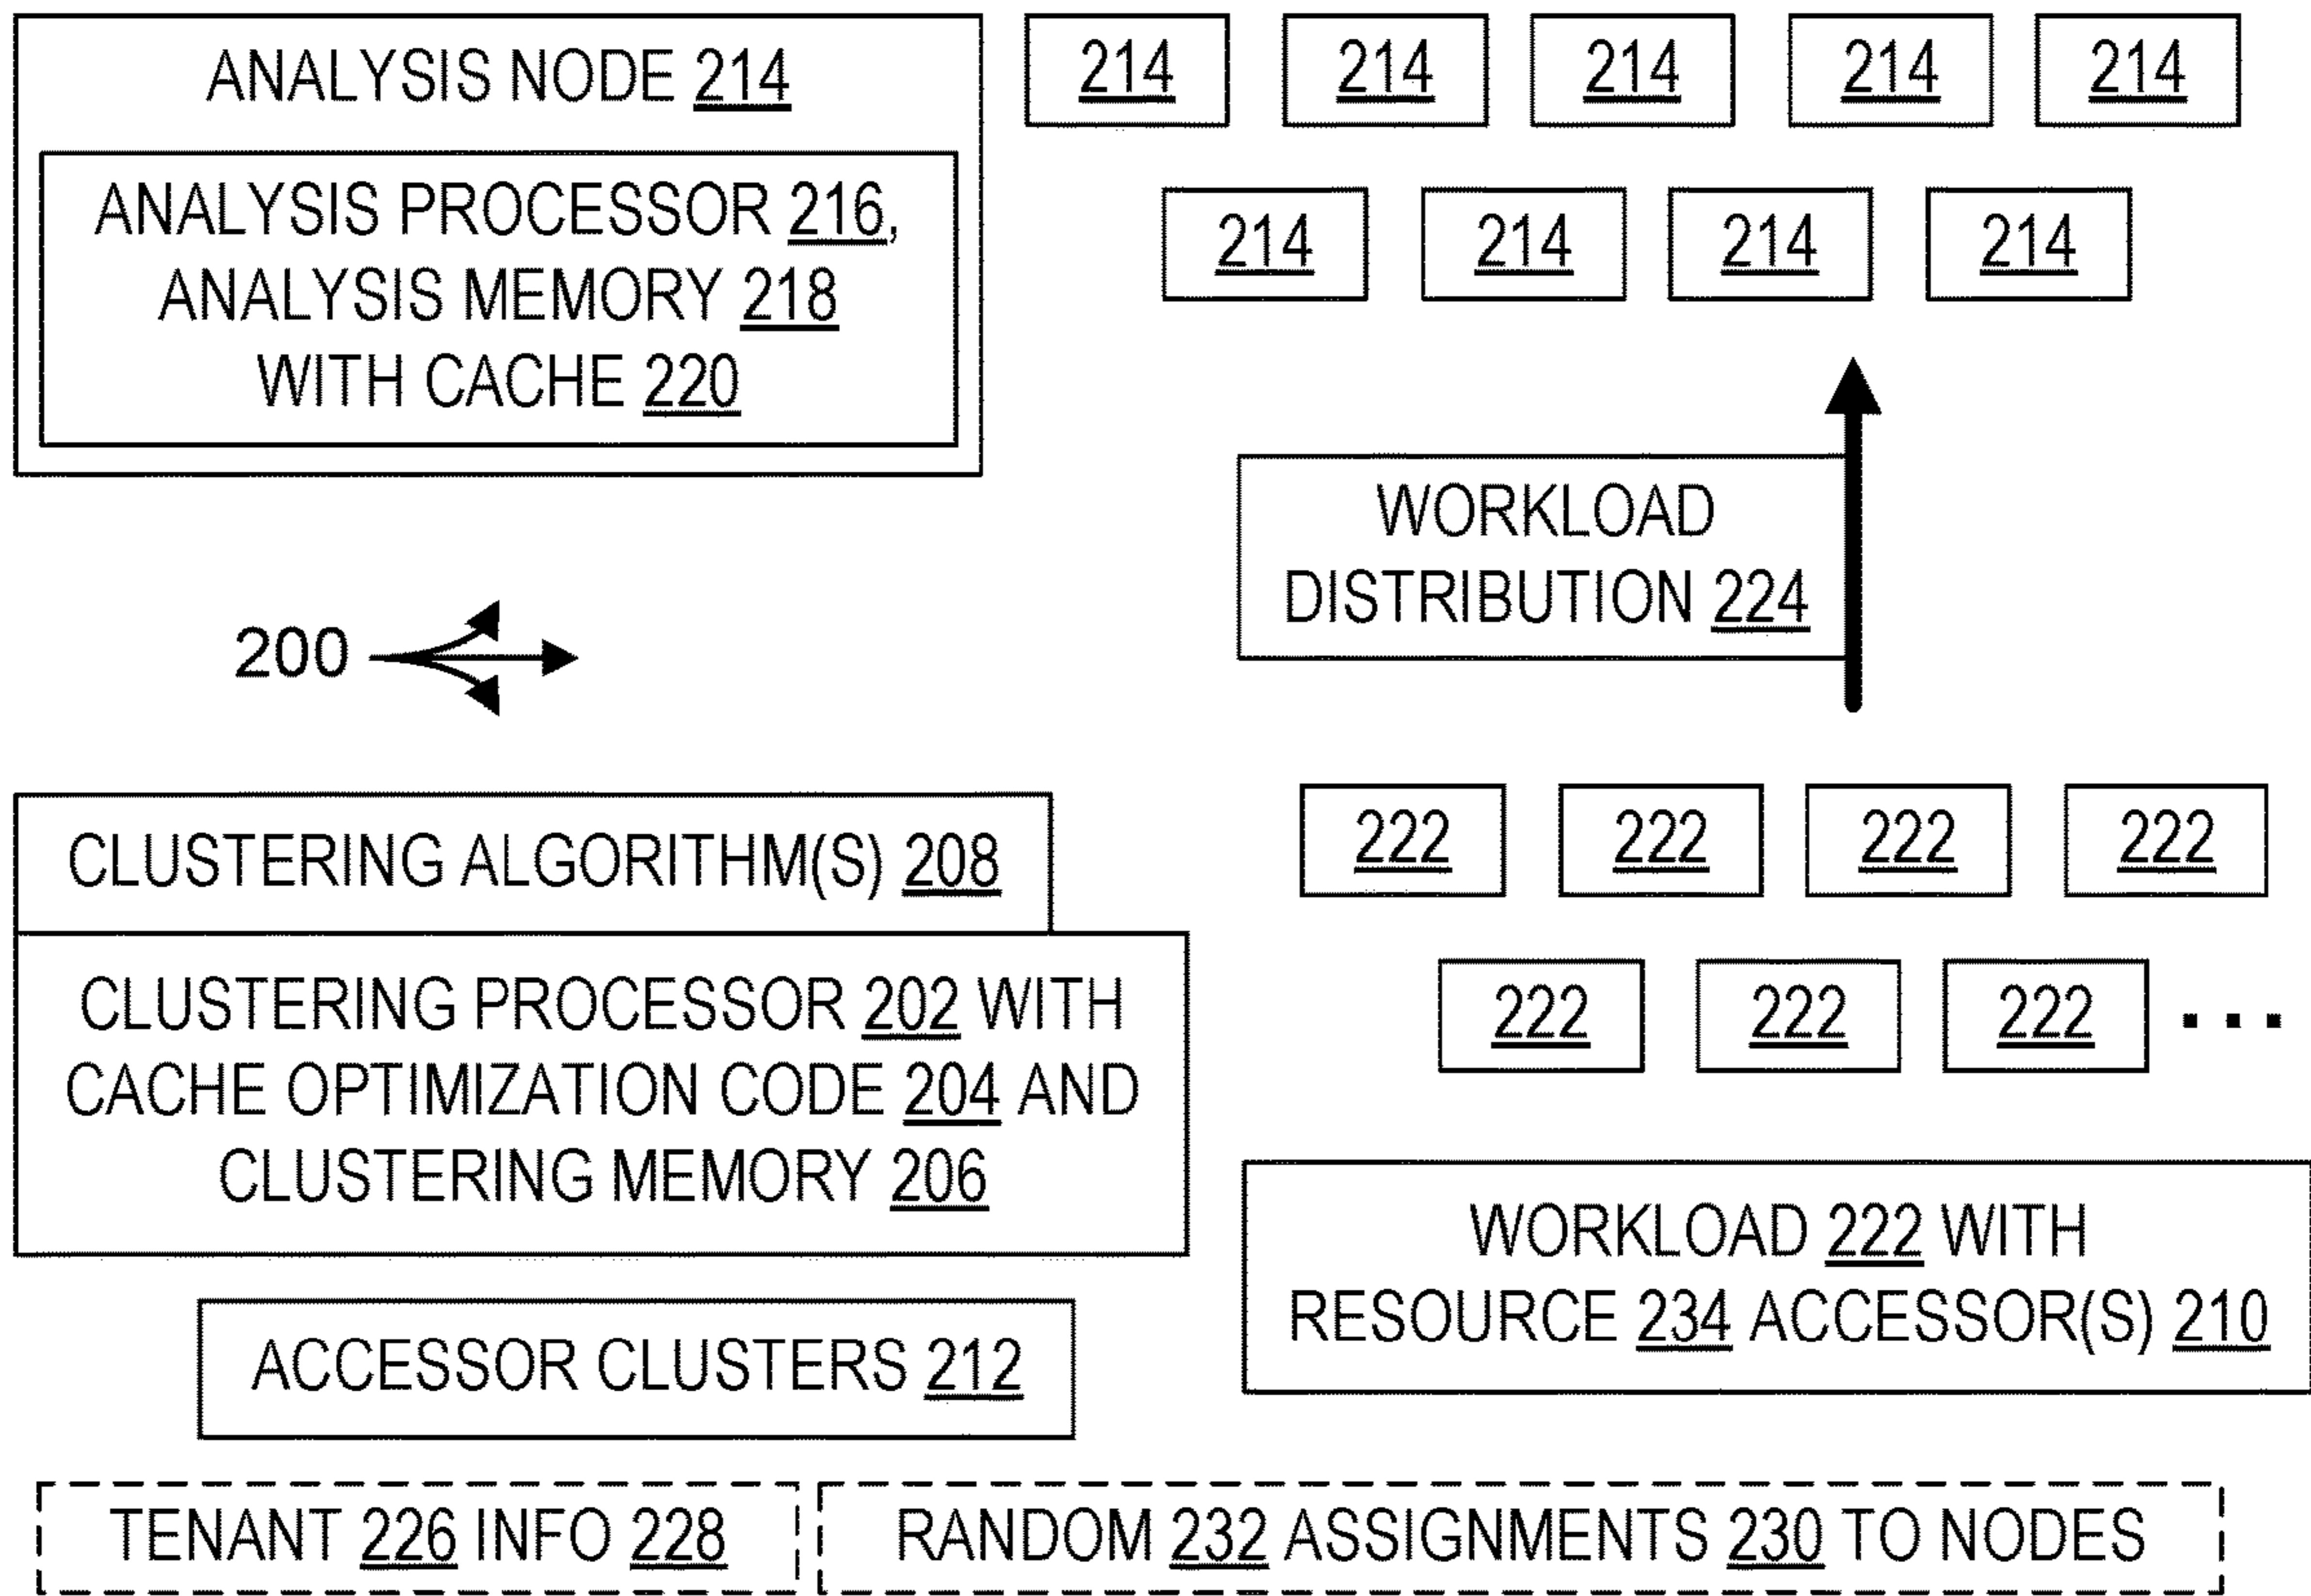 ANALYSIS NODE 214
ANALYSIS PROCESSOR 216,
ANALYSIS MEMORY 218
WITH CACHE 220
214 214 214 214 214
214 214 214 214
WORKLOAD
DISTRIBUTION 224
200
CLUSTERING ALGORITHM(S) 208
CLUSTERING PROCESSOR 202 WITH
CACHE OPTIMIZATION CODE 204 AND
CLUSTERING MEMORY 206
222 222 222 222
222 222 222 ...
WORKLOAD 222 WITH
RESOURCE 234 ACCESSOR(S) 210
ACCESSOR CLUSTERS 212
TENANT 226 INFO 228
RANDOM 232 ASSIGNMENTS 230 TO NODES